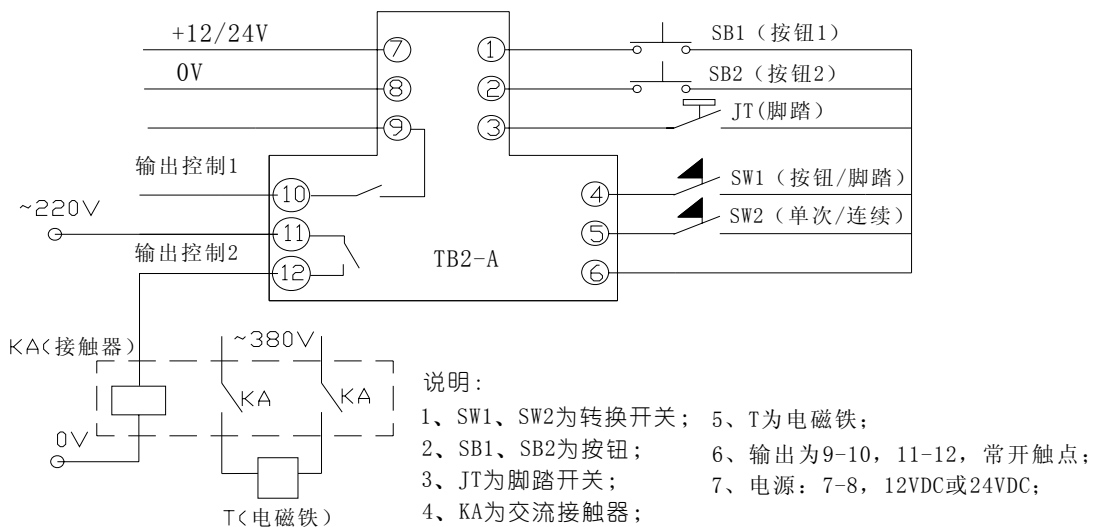 +12/24V
0V
7
8
9
1
2
3
SB1（按钮1）
SB2（按钮2）
JT(脚踏）
输出控制1
~220V
输出控制2
10
11
12
TB2-A
4
5
6
SW1（按钮/脚踏）
SW2（单次/连续）
KA(接触器）
~380V
KA
KA
0V
T(电磁铁）
说明：
1、SW1、SW2为转换开关；
2、SB1、SB2为按钮；
3、JT为脚踏开关；
4、KA为交流接触器；
5、T为电磁铁；
6、输出为9-10，11-12，常开触点；
7、电源：7-8，12VDC或24VDC；